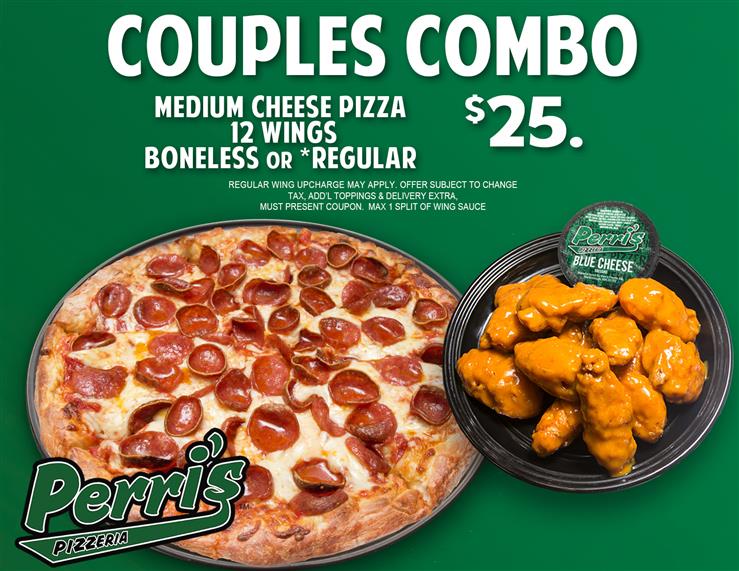 COUPLES COMBO
MEDIUM CHEESE PIZZA
12 WINGS
BONELESS OR *REGULAR
$25.
REGULAR WING UPCHARGE MAY APPLY. OFFER SUBJECT TO CHANGE
TAX, ADD'L TOPPINGS & DELIVERY EXTRA,
MUST PRESENT COUPON. MAX 1 SPLIT OF WING SAUCE
Perri's
PIZZERIA
BLUE CHEESE
Perri's
TM
PIZZERIA